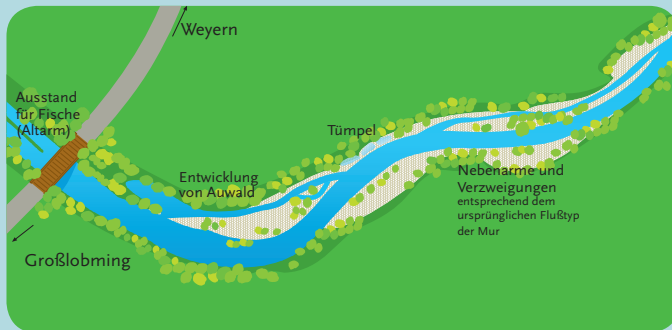 Weyern
Ausstand
für Fische
(Altarm)
Tümpel
Entwicklung
von Auwald
Nebenarme und
Verzweigungen
entsprechend dem
ursprünglichen Flußtyp
der Mur
Großlobming